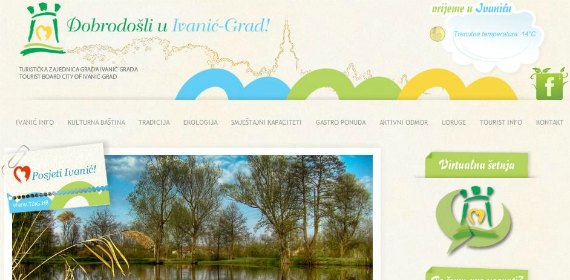 Dobrodošli u Ivanić-Grad!
vrijeme u Ivaniću
Trenutna temperatura: 14°C
TURISTIČKA ZAJEDNICA GRADA IVANIĆ-GRADA
TOURIST BOARD CITY OF IVANIĆ-GRAD
f
IVANIĆ INFO KULTURNA BAŠTINA TRADICIJA EKOLOGIJA SMJEŠTAJNI KAPACITETI GASTRO PONUDA AKTIVNI ODMOR UDRUGE TOURIST INFO KONTAKT
Posjeti Ivanić!
Virtualna šetnja